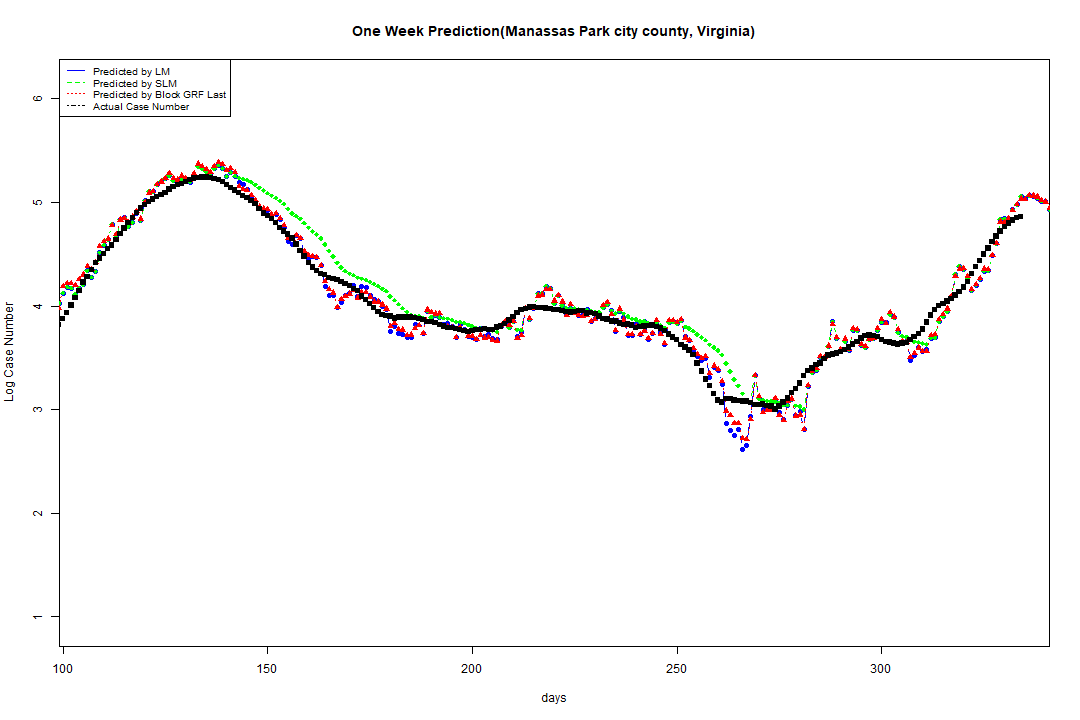 One Week Prediction(Manassas Park city county, Virginia)
Predicted by LM
Predicted by SLM
Predicted by Block GRF Last
Actual Case Number
6
5
4
3
2
1
Log Case Number
100 150 200 250 300
days